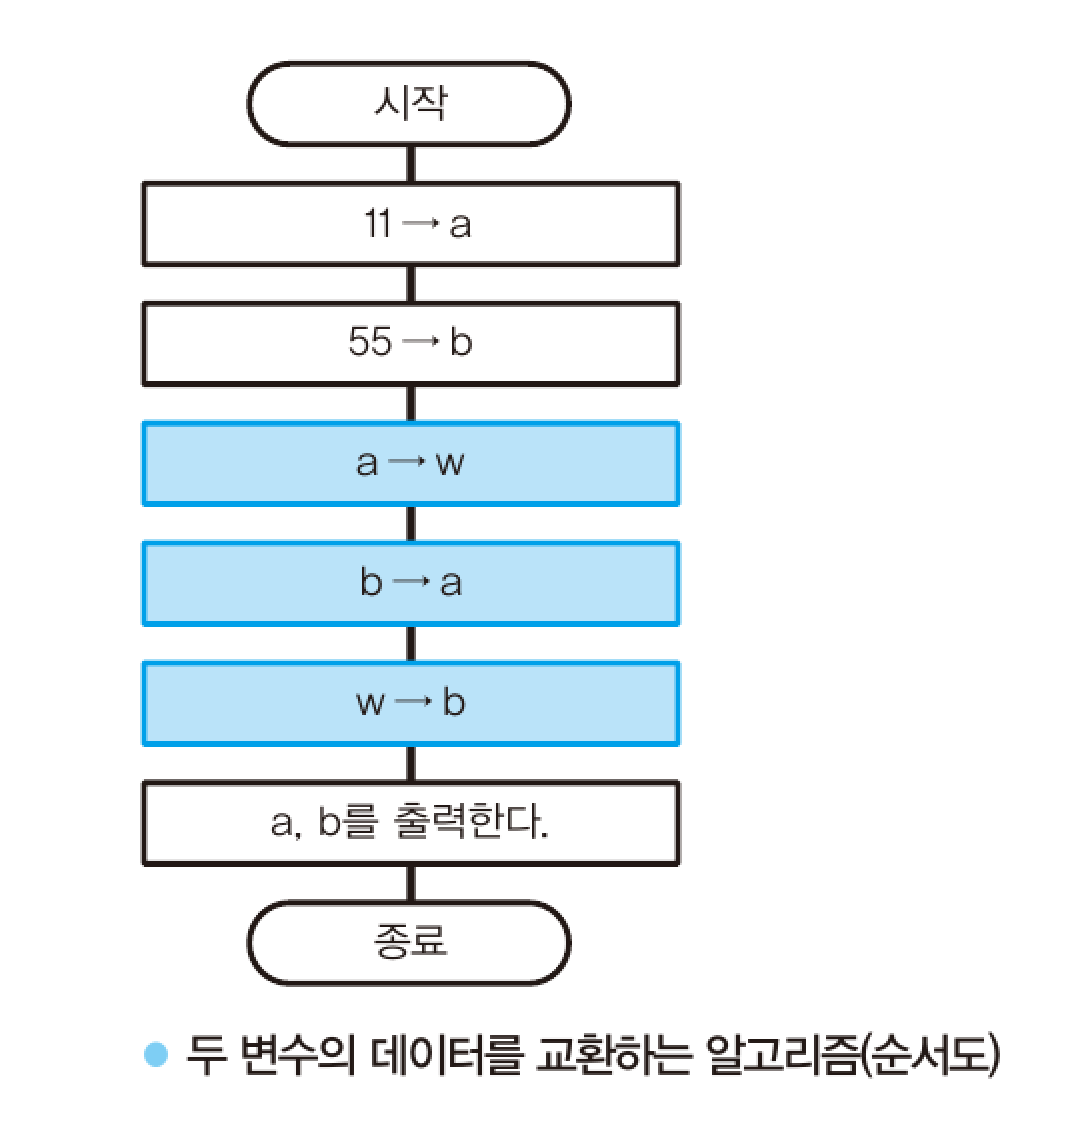 시작
11 → a
55 → b
a → w
b → a
w → b
a, b를 출력한다.
종료
● 두 변수의 데이터를 교환하는 알고리즘(순서도)